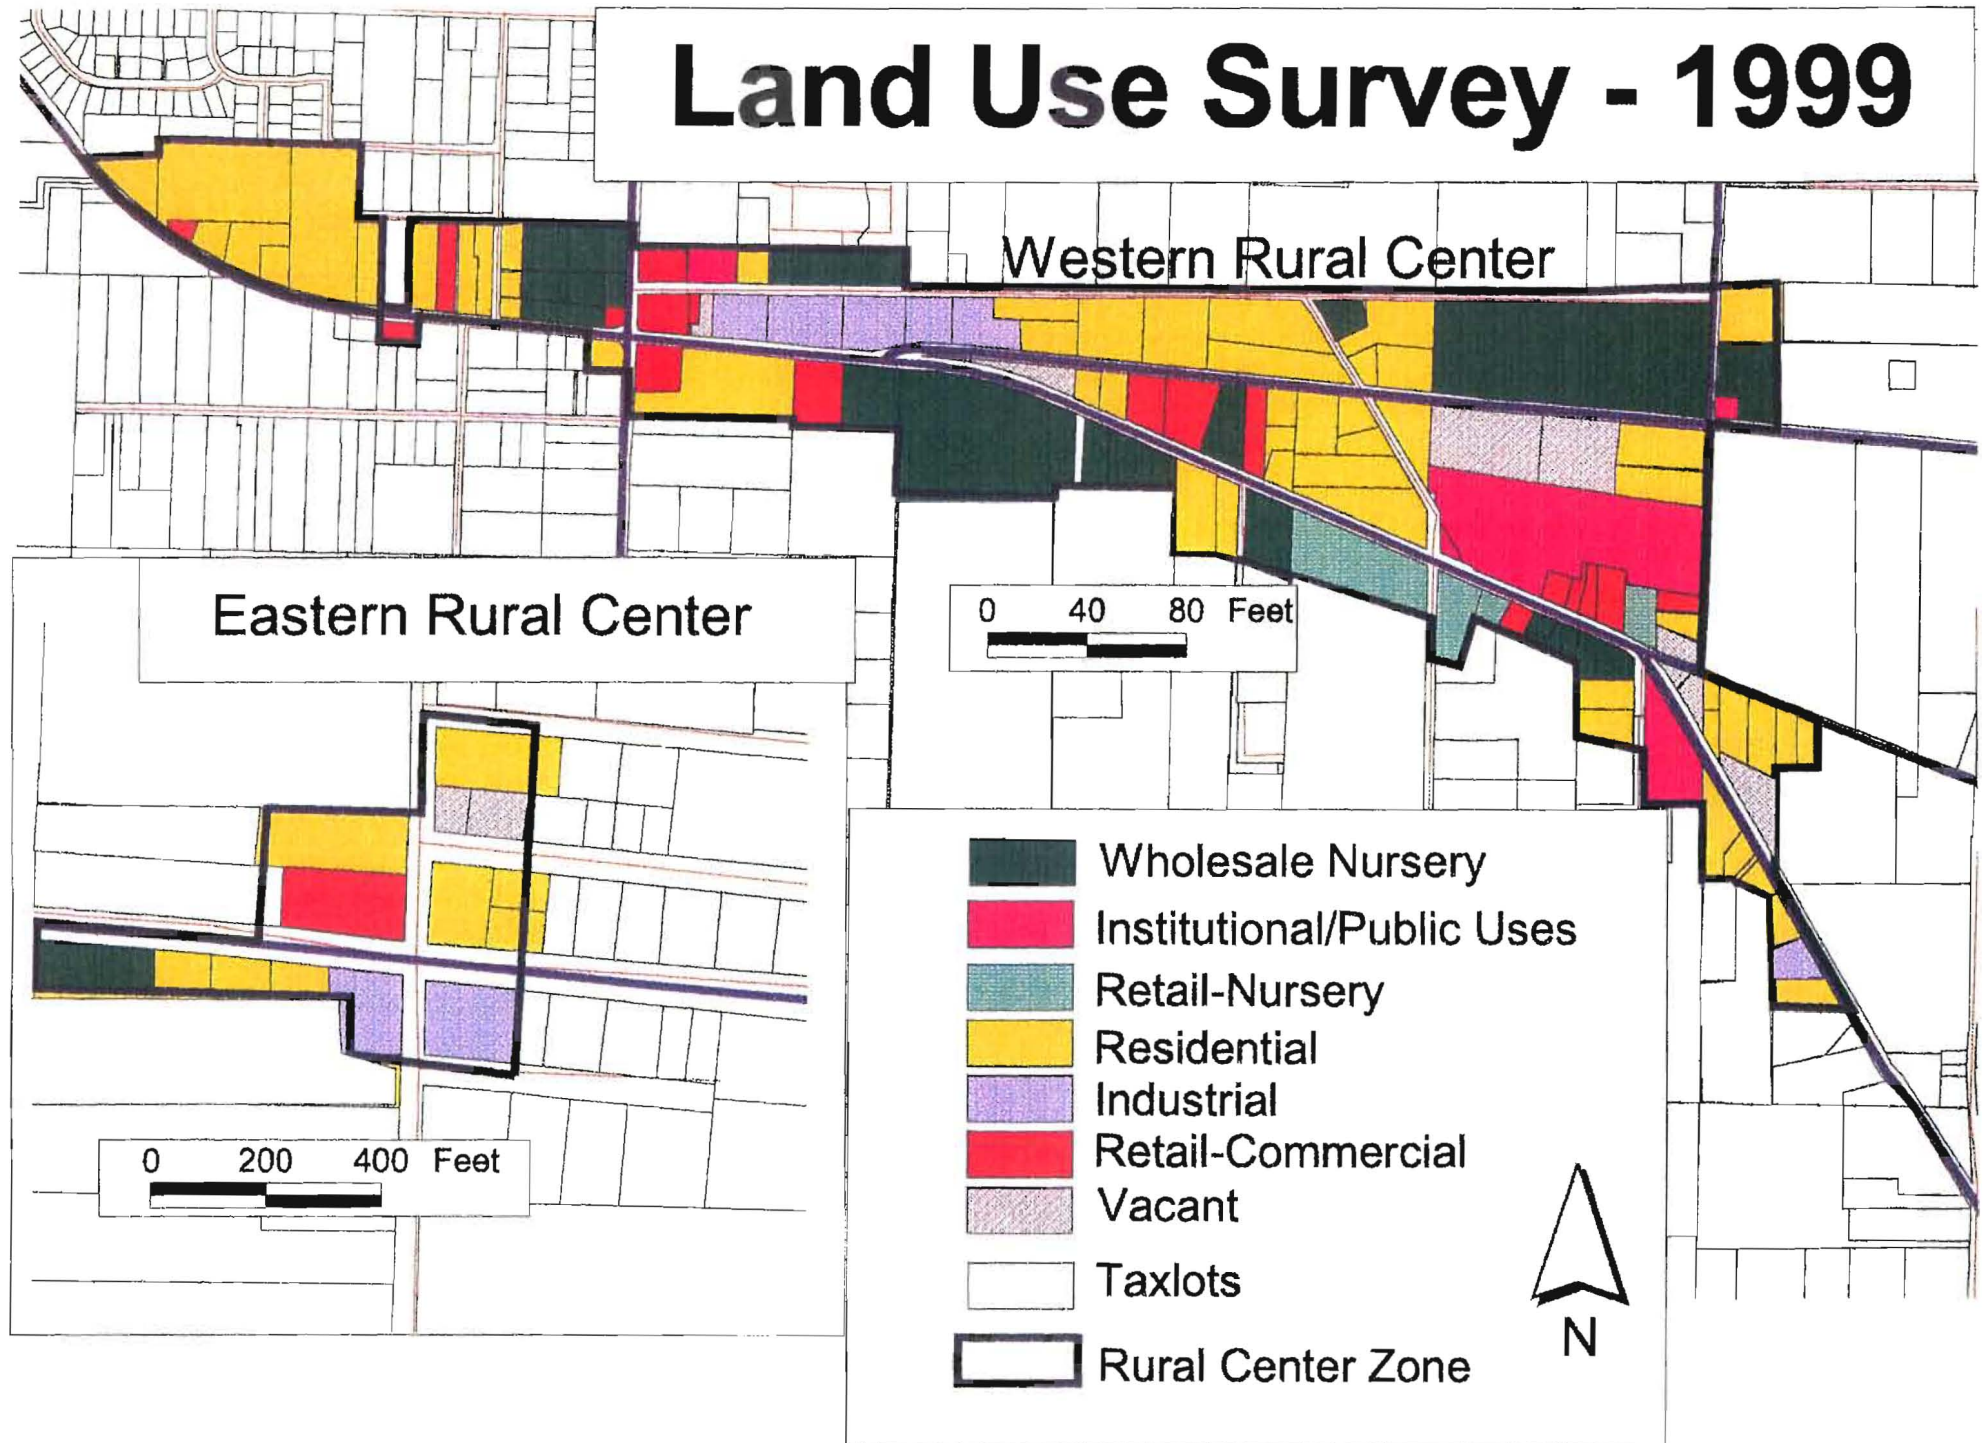 Land Use Survey - 1999
Western Rural Center
Eastern Rural Center
0 40 80 Feet
0 200 400 Feet
Wholesale Nursery
Institutional/Public Uses
Retail-Nursery
Residential
Industrial
Retail-Commercial
Vacant
Taxlots
Rural Center Zone
N